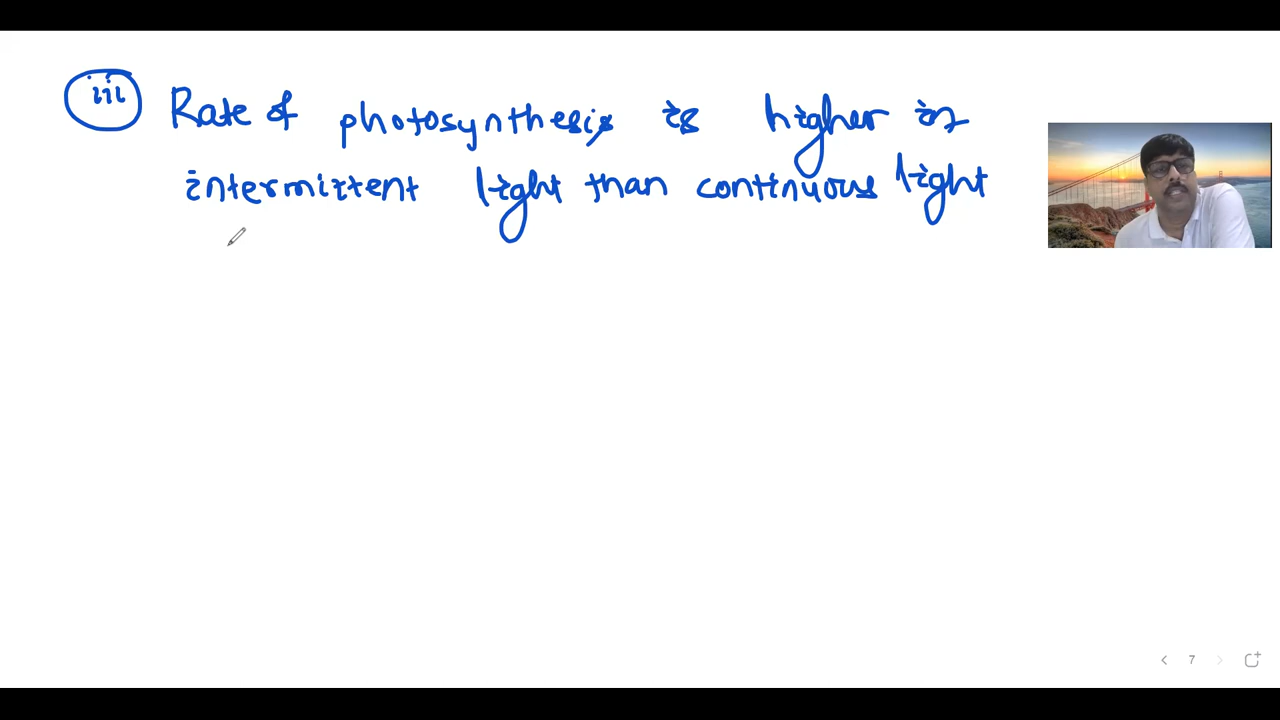 iii Rate of photosynthesis is higher in
intermittent light than continuous light
7